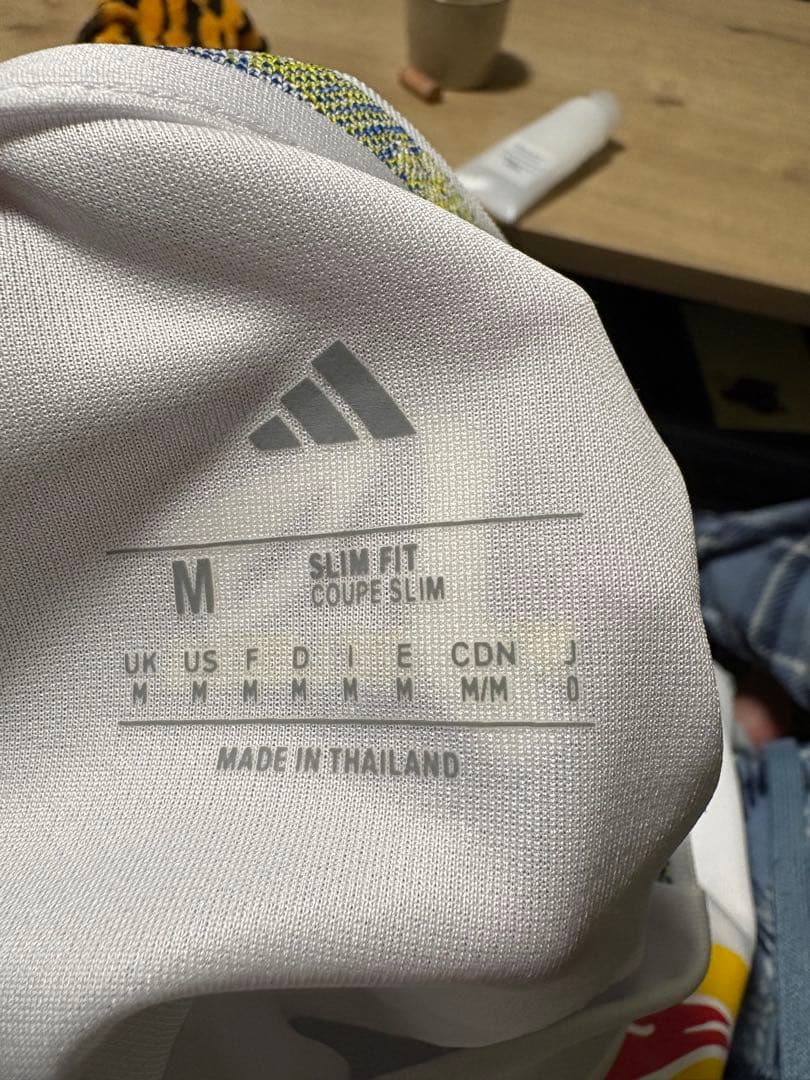 M
SLIM FIT
COUPE SLIM
UK US F D I E CDN J
M M M M M M M/M O
MADE IN THAILAND